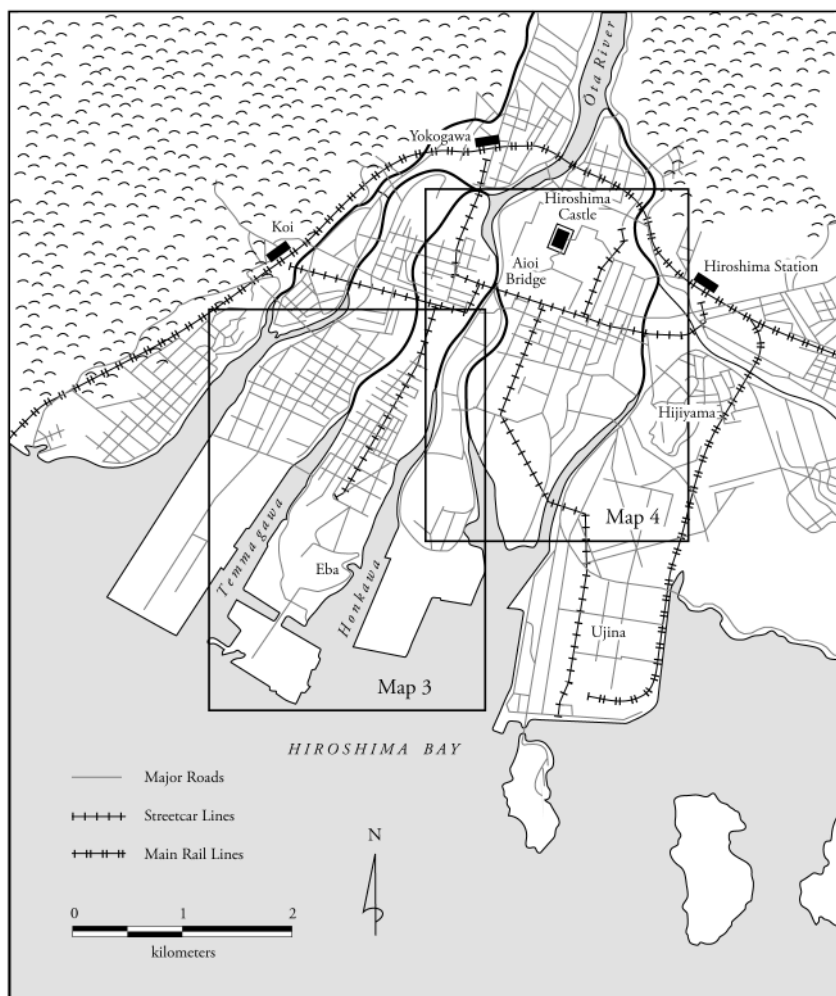 Ōta River
Yokogawa
Hiroshima
Castle
Koi
Aioi
Bridge
Hiroshima Station
Hijiyama
Map 4
Temmagawa
Eba
Honkawa
Ujina
Map 3
HIROSHIMA BAY
Major Roads
Streetcar Lines
Main Rail Lines
N
0 1 2
kilometers